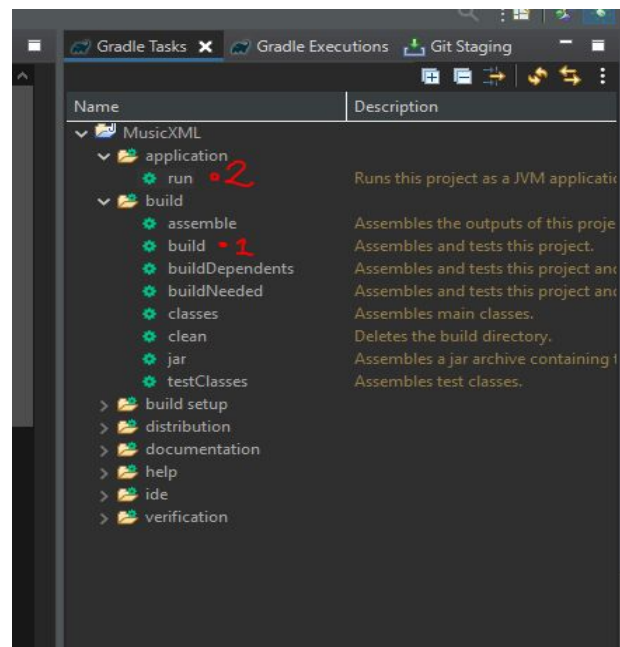 Gradle Tasks Gradle Executions Git Staging
Name Description
MusicXML
application
run 2 Runs this project as a JVM applicatic
build
assemble Assembles the outputs of this proje
build 1 Assembles and tests this project.
buildDependents Assembles and tests this project and
buildNeeded Assembles and tests this project and
classes Assembles main classes.
clean Deletes the build directory.
jar Assembles a jar archive containing t
testClasses Assembles test classes.
build setup
distribution
documentation
help
ide
verification